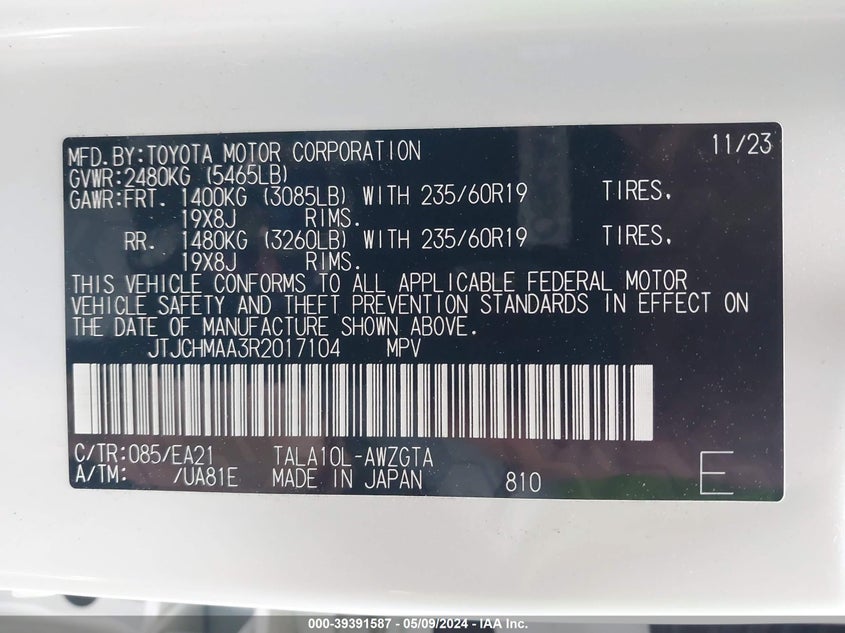 MFD.BY:TOYOTA MOTOR CORPORATION 11/23
GVWR:2480KG (5465LB)
GAWR:FRT. 1400KG (3085LB) WITH 235/60R19 TIRES,
19X8J RIMS.
RR. 1480KG (3260LB) WITH 235/60R19 TIRES,
19X8J RIMS.
THIS VEHICLE CONFORMS TO ALL APPLICABLE FEDERAL MOTOR
VEHICLE SAFETY AND THEFT PREVENTION STANDARDS IN EFFECT ON
THE DATE OF MANUFACTURE SHOWN ABOVE.
JTJCHMAA3R2017104 MPV
C/TR:085/EA21 TALA10L-AWZGTA
A/TM: /UA81E MADE IN JAPAN 810 E
000-39391587 - 05/09/2024 - IAA Inc.